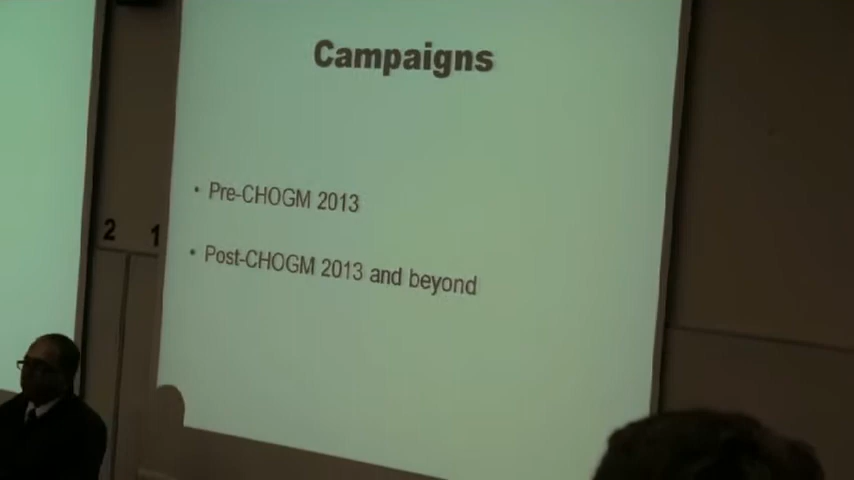 Campaigns
• Pre-CHOGM 2013
• Post-CHOGM 2013 and beyond
2 1